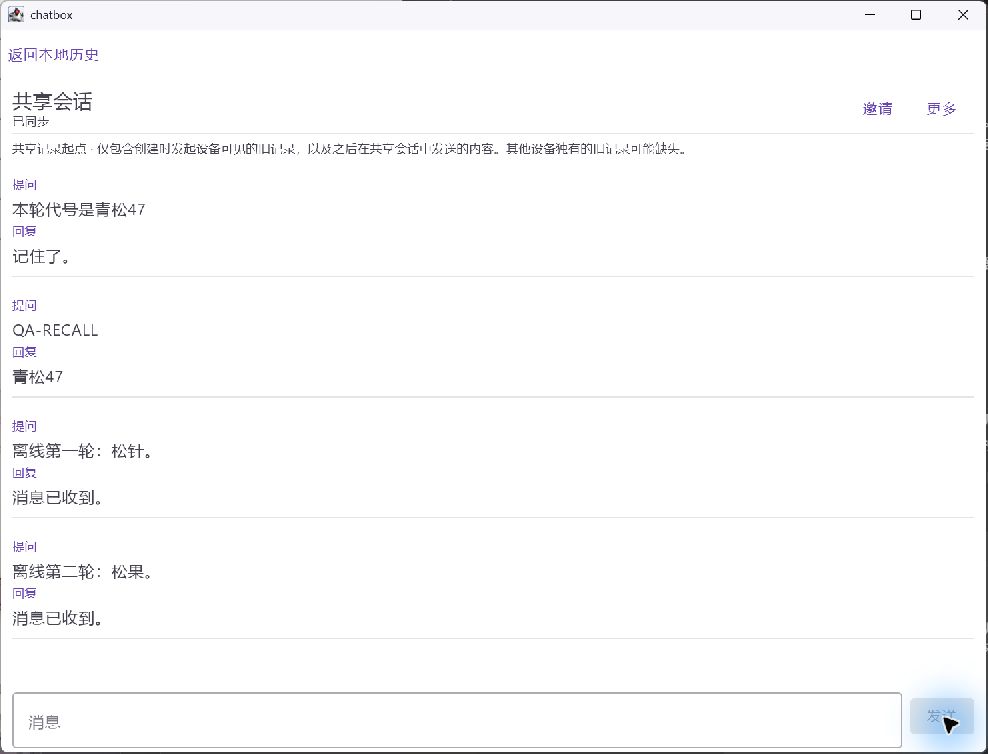 chatbox
返回本地历史
共享会话
邀请
更多
已同步
共享记录起点 · 仅包含创建时发起设备可见的旧记录，以及之后在共享会话中发送的内容。其他设备独有的旧记录可能缺失。
提问
本轮代号是青松47
回复
记住了。
提问
QA-RECALL
回复
青松47
提问
离线第一轮：松针。
回复
消息已收到。
提问
离线第二轮：松果。
回复
消息已收到。
消息
发送